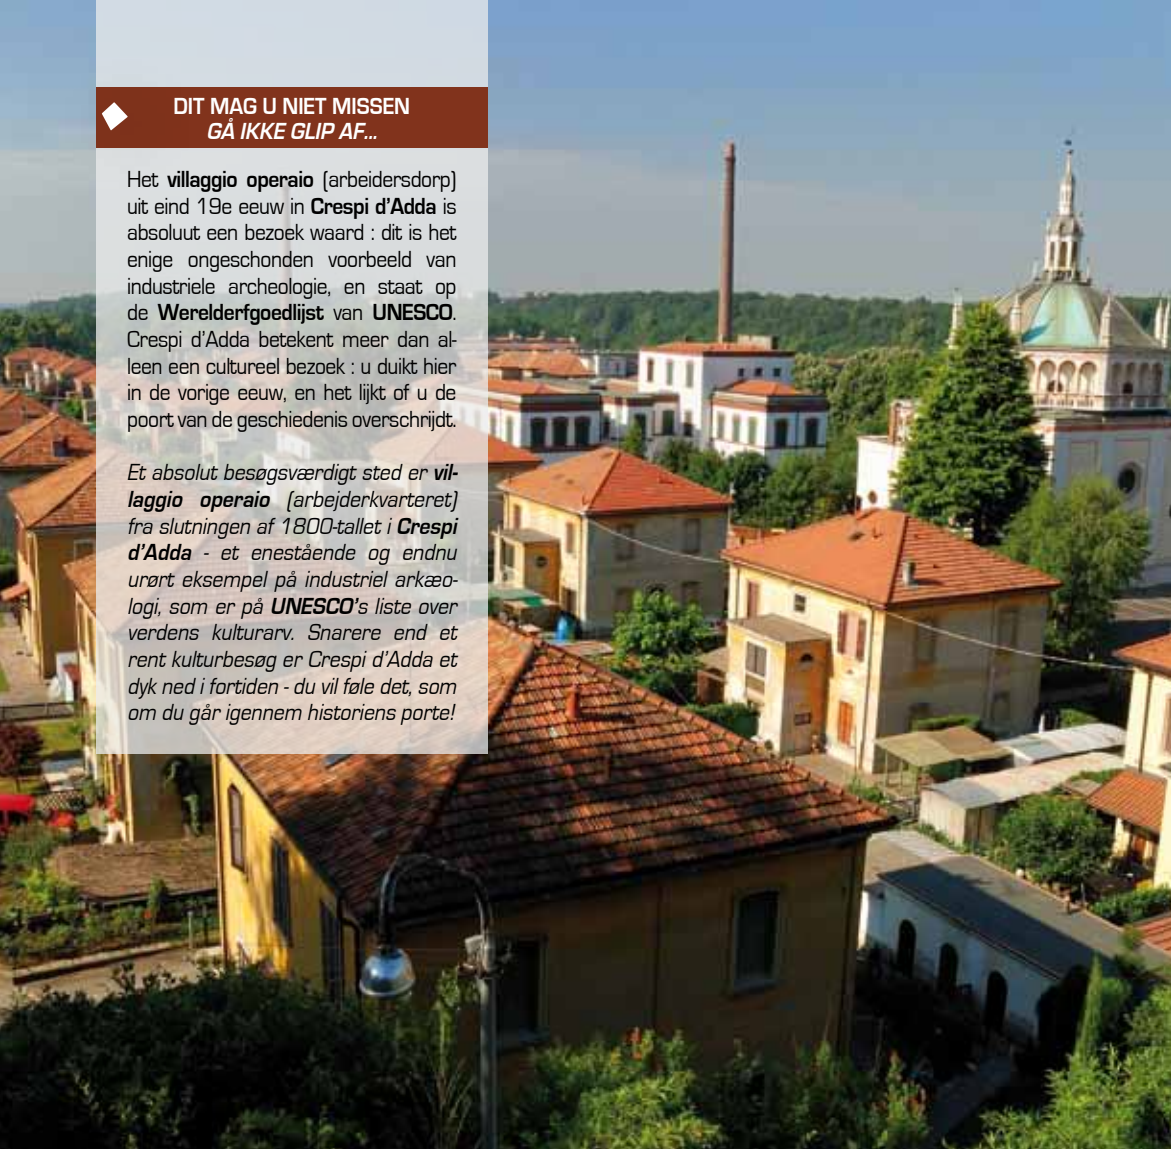 DIT MAG U NIET MISSEN
GÅ IKKE GLIP AF...
Het villaggio operaio (arbeidersdorp)
uit eind 19e eeuw in Crespi d'Adda is
absoluut een bezoek waard : dit is het
enige ongeschonden voorbeeld van
industriele archeologie, en staat op
de Werelderfgoedlijst van UNESCO.
Crespi d'Adda betekent meer dan al-
leen een cultureel bezoek : u duikt hier
in de vorige eeuw, en het lijkt of u de
poort van de geschiedenis overschrijdt.
Et absolut besøgsværdigt sted er vil-
laggio operaio (arbejderkvarteret)
fra slutningen af 1800-tallet i Crespi
d'Adda - et enestående og endnu
urørt eksempel på industriel arkæo-
logi, som er på UNESCO's liste over
verdens kulturarv. Snarere end et
rent kulturbesøg er Crespi d'Adda et
dyk ned i fortiden - du vil føle det, som
om du går igennem historiens porte!